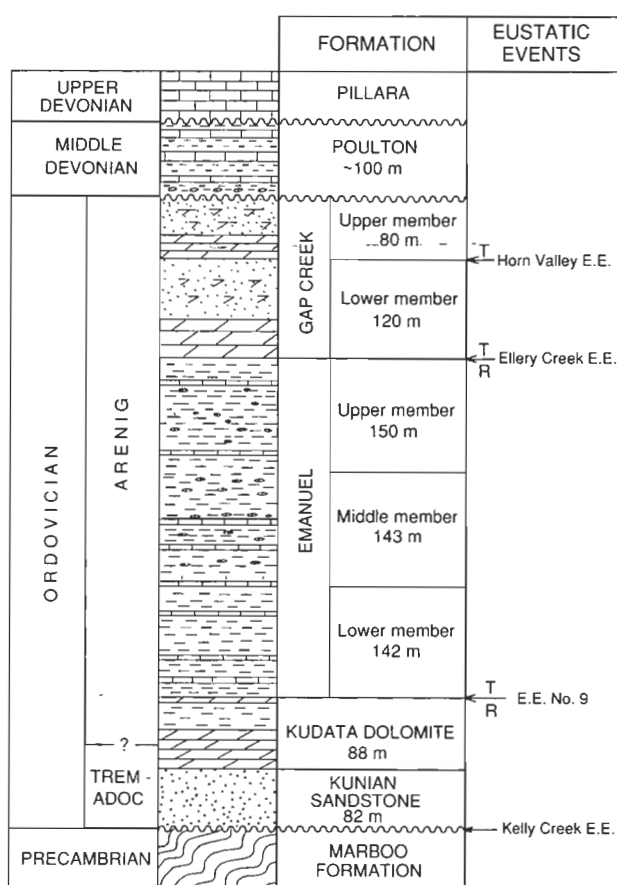 FORMATION
EUSTATIC
EVENTS
UPPER
DEVONIAN
PILLARA
MIDDLE
DEVONIAN
POULTON
~100 m
ORDOVICIAN
ARENIG
GAP CREEK
Upper member
80 m
T
Horn Valley E.E.
Lower member
120 m
T
R
Ellery Creek E.E.
EMANUEL
Upper member
150 m
Middle member
143 m
Lower member
142 m
T
R
E.E. No. 9
KUDATA DOLOMITE
88 m
?
TREM-
ADOC
KUNIAN
SANDSTONE
82 m
Kelly Creek E.E.
PRECAMBRIAN
MARBOO
FORMATION